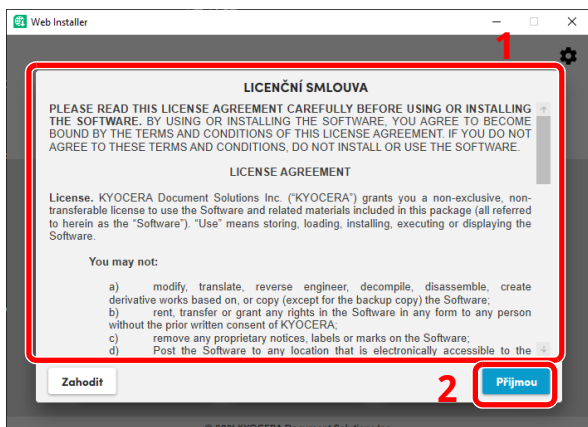 Web Installer
1
LICENČNÍ SMLOUVA
PLEASE READ THIS LICENSE AGREEMENT CAREFULLY BEFORE USING OR INSTALLING
THE SOFTWARE. BY USING OR INSTALLING THE SOFTWARE, YOU AGREE TO BECOME
BOUND BY THE TERMS AND CONDITIONS OF THIS LICENSE AGREEMENT. IF YOU DO NOT
AGREE TO THESE TERMS AND CONDITIONS, DO NOT INSTALL OR USE THE SOFTWARE.
LICENSE AGREEMENT
License. KYOCERA Document Solutions Inc. (“KYOCERA”) grants you a non-exclusive, non-
transferable license to use the Software and related materials included in this package (all referred
to herein as the “Software”). “Use” means storing, loading, installing, executing or displaying the
Software.
You may not:
a) modify, translate, reverse engineer, decompile, disassemble, create
derivative works based on, or copy (except for the backup copy) the Software;
b) rent, transfer or grant any rights in the Software in any form to any person
without the prior written consent of KYOCERA;
c) remove any proprietary notices, labels or marks on the Software;
d) Post the Software to any location that is electronically accessible to the
Zahodit
2
Přijmou
© 2021 KYOCERA Document Solutions Inc.